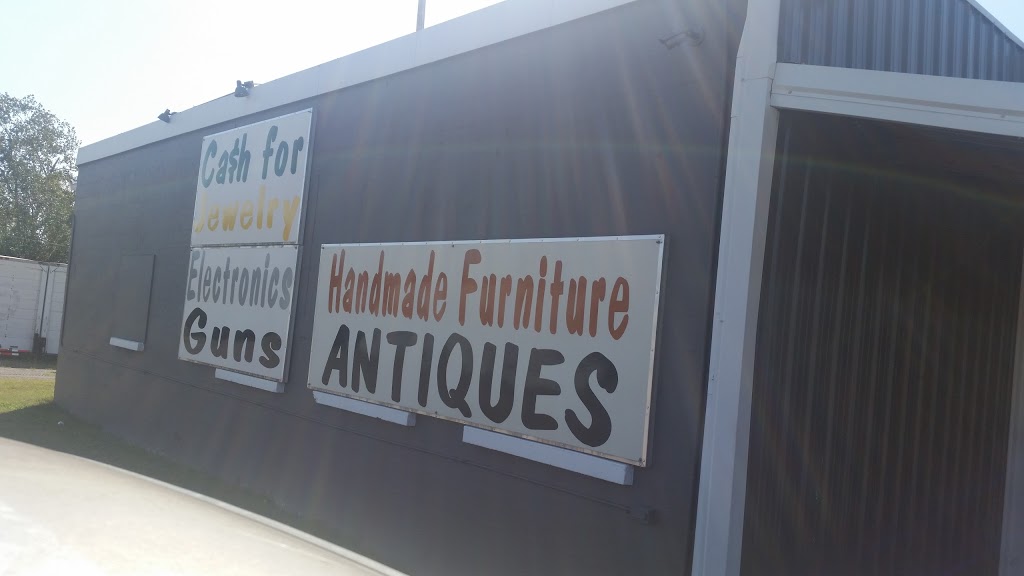 Cash for
Jewelry
Electronics
Guns
Handmade Furniture
ANTIQUES